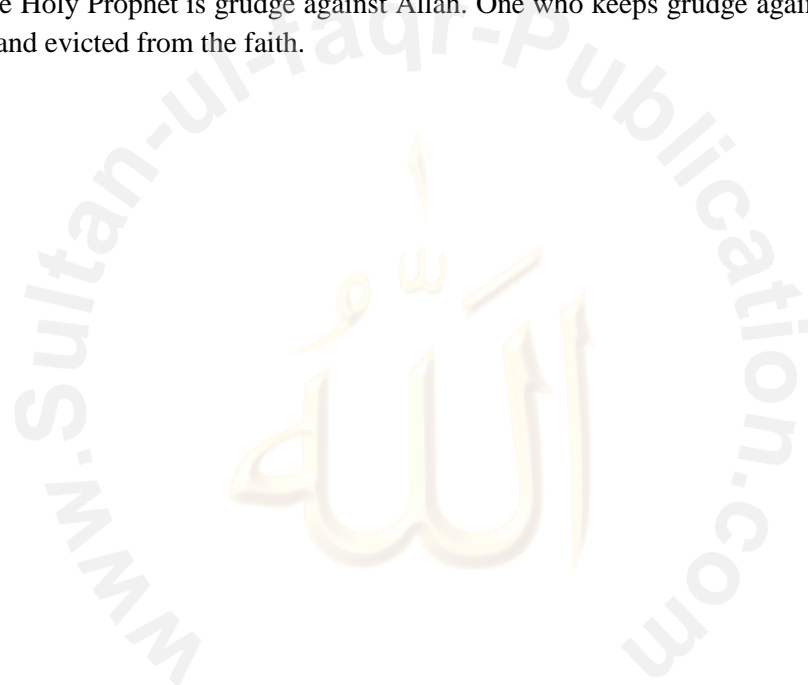 e Holy Prophet is grudge against Allah. One who keeps grudge again
and evicted from the faith.
www.Sultan-ul-faqr-Publication.com
الله